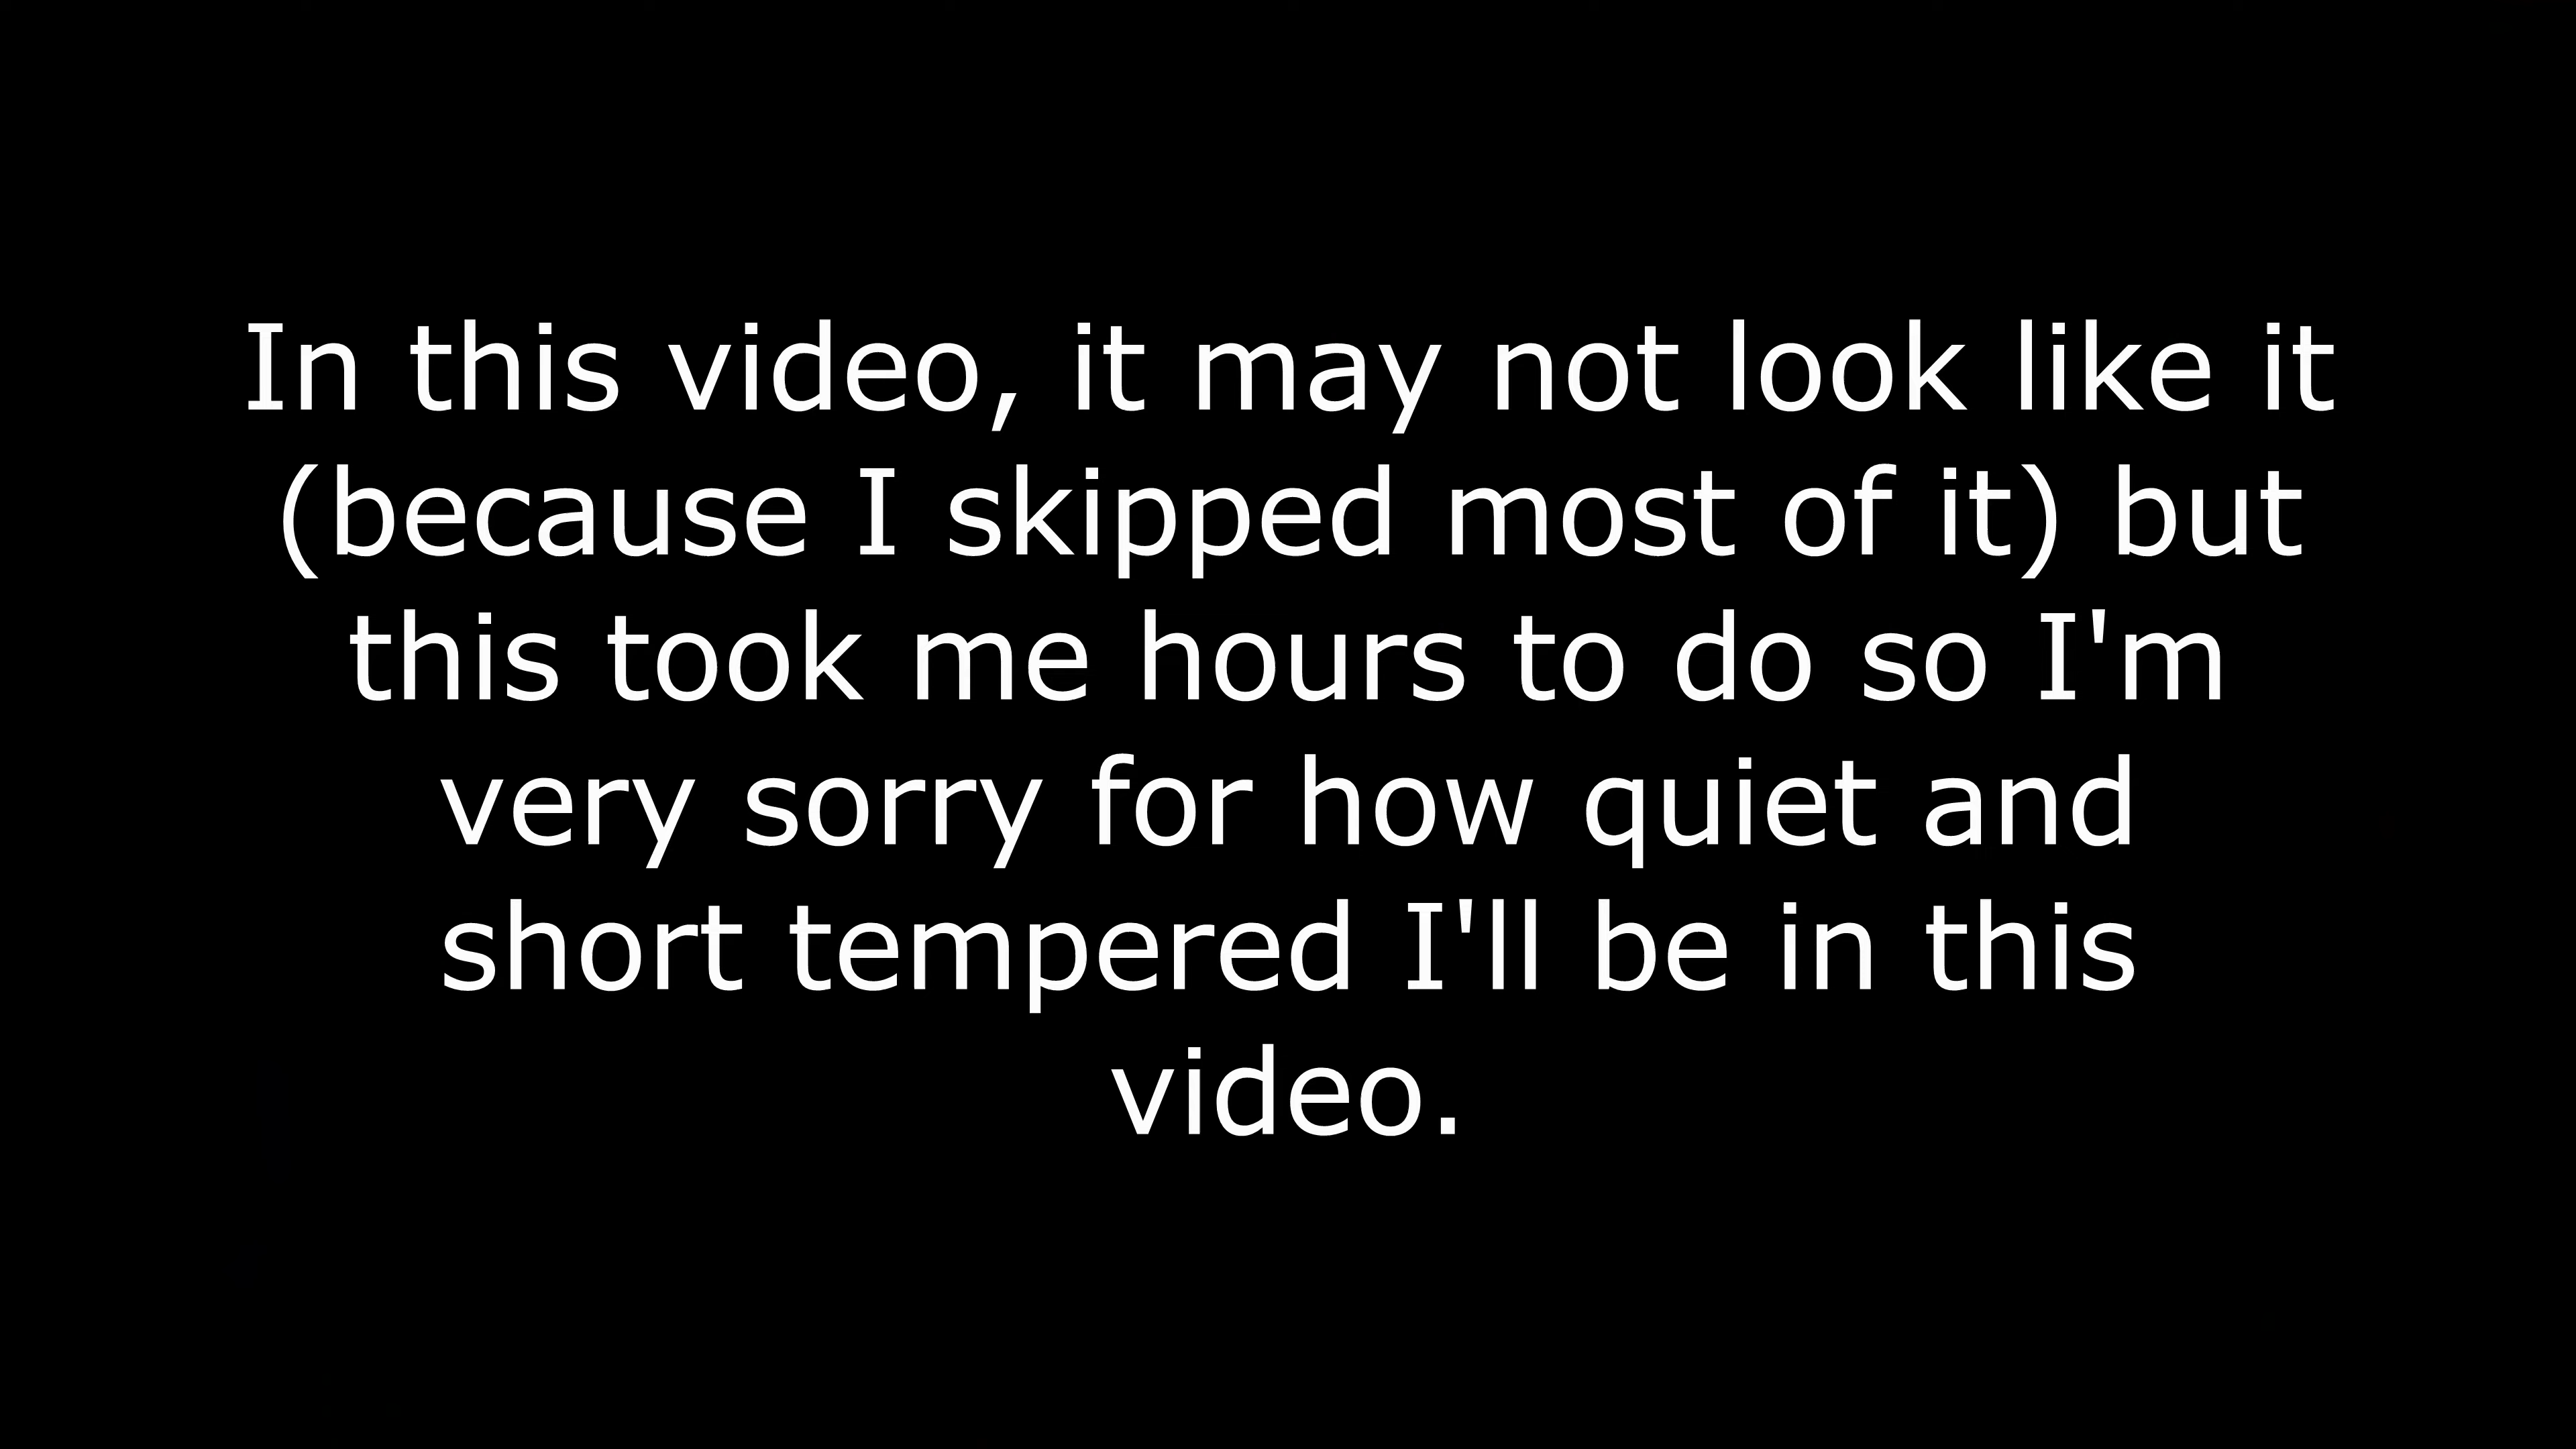 In this video, it may not look like it
(because I skipped most of it) but
this took me hours to do so I'm
very sorry for how quiet and
short tempered I'll be in this
video.